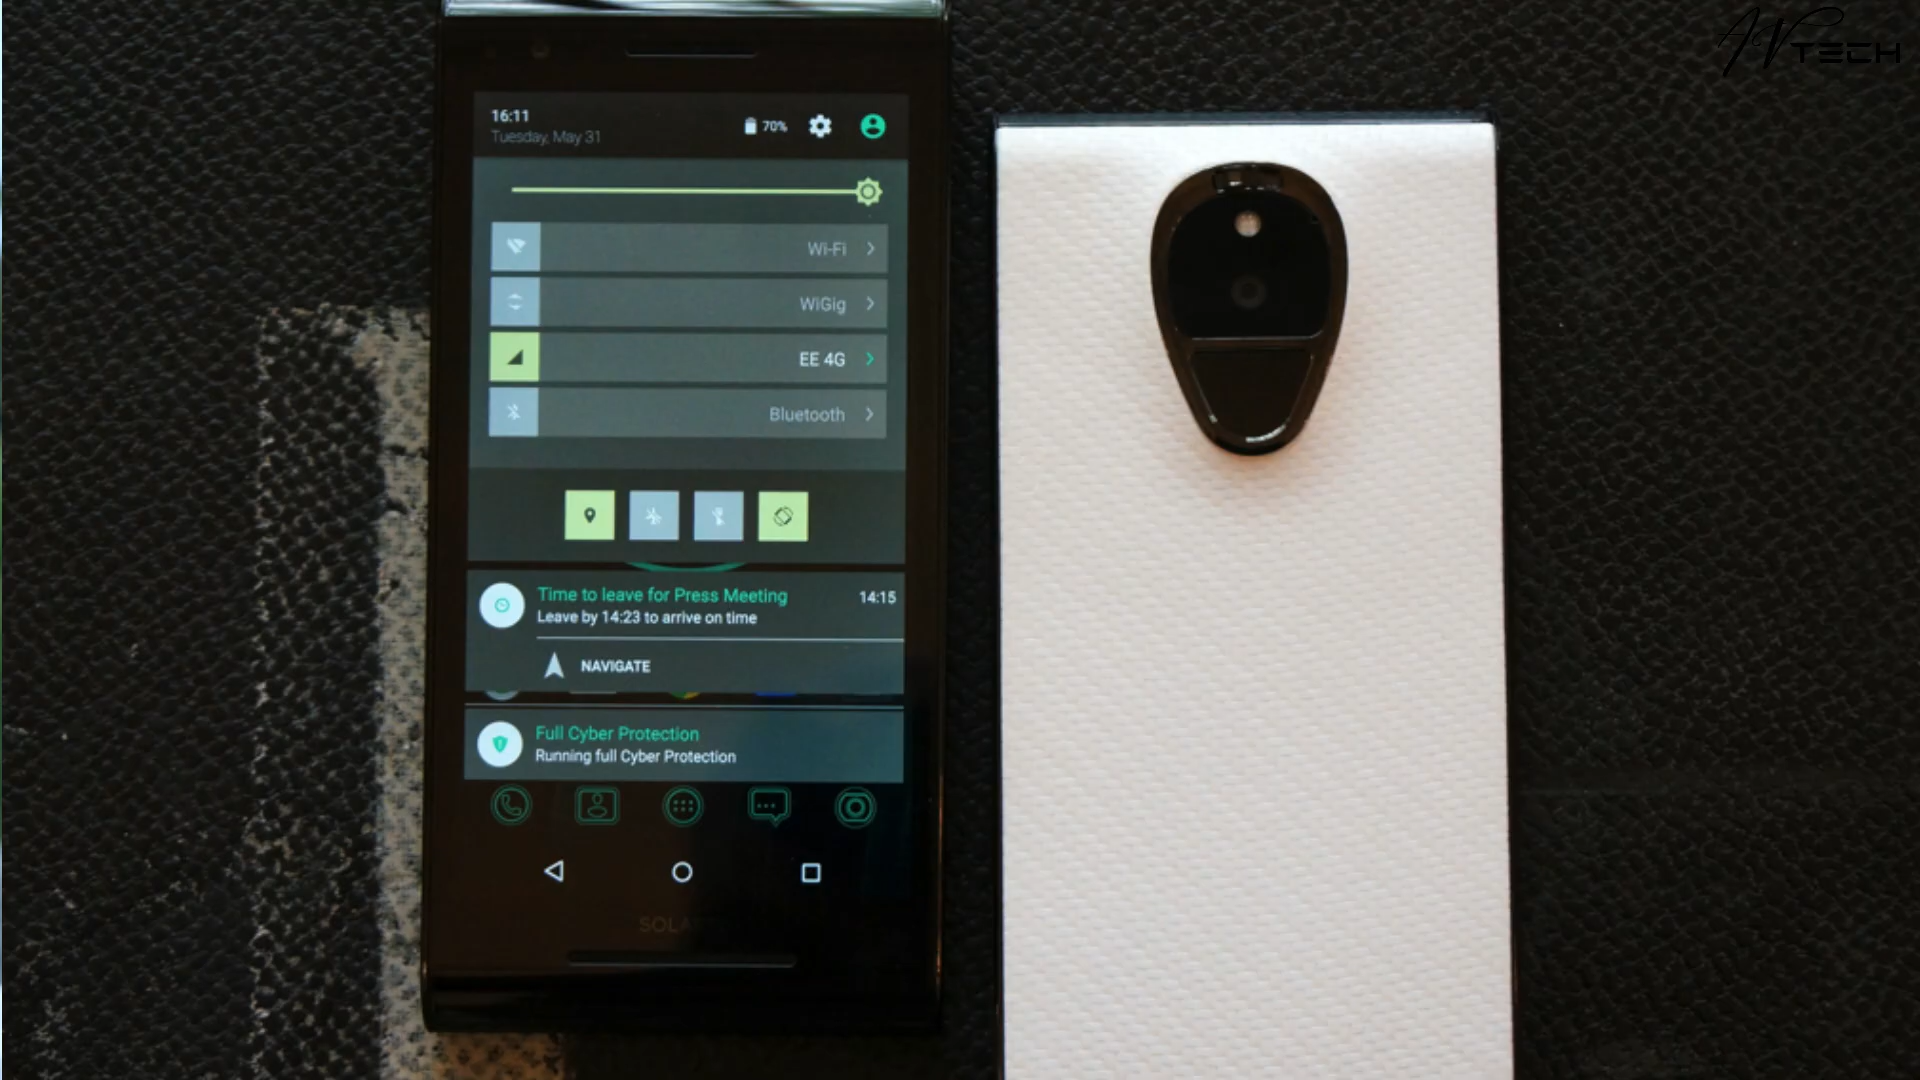 AV TECH
16:11
Tuesday, May 31
70%
Wi-Fi
WiGig
EE 4G
Bluetooth
Time to leave for Press Meeting
14:15
Leave by 14:23 to arrive on time
NAVIGATE
Full Cyber Protection
Running full Cyber Protection